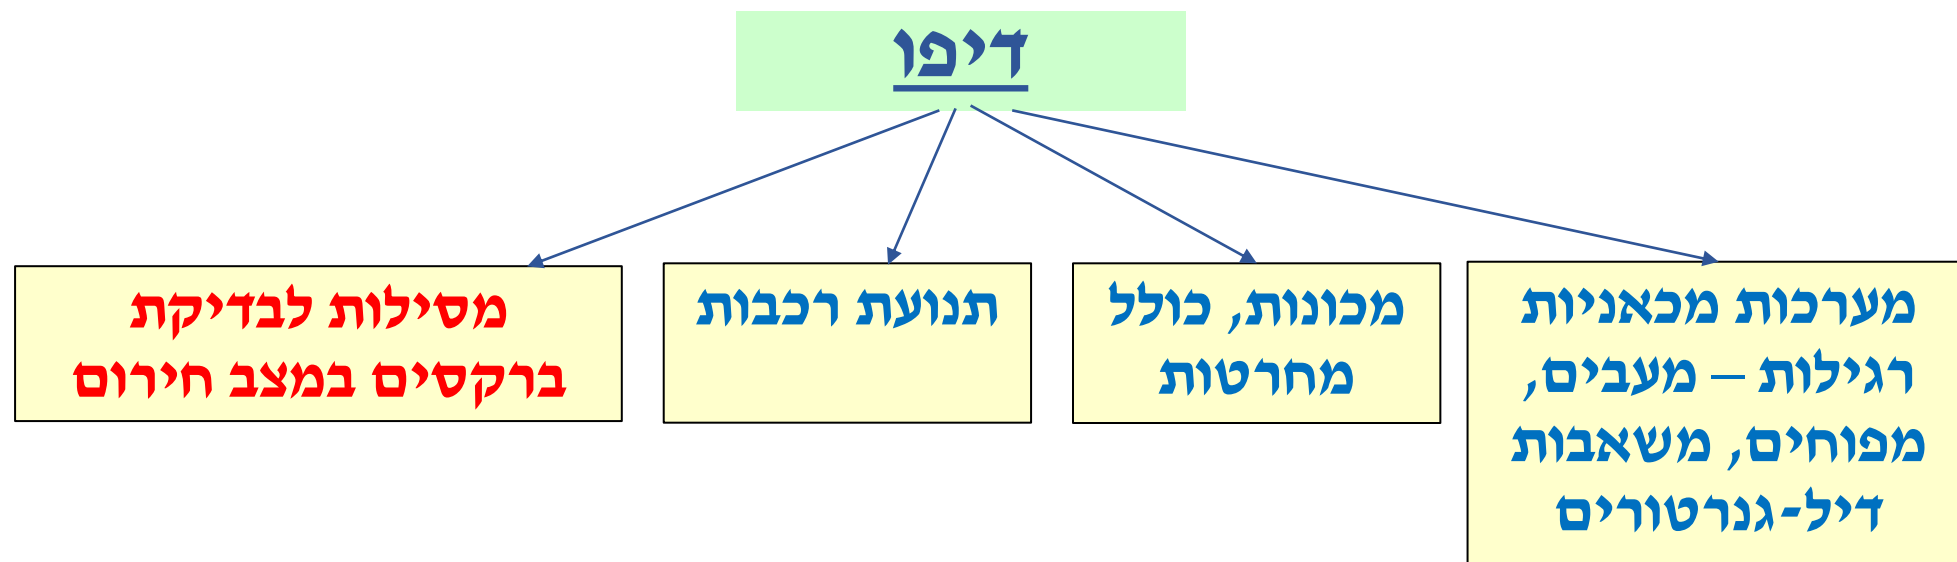 דיפו
מערכות מכאניות
רגילות – מעבים,
מפוחים, משאבות
דיל-גנרטורים
מכונות, כולל
מחרטות
תנועת רכבות
מסילות לבדיקת
ברקסים במצב חירום